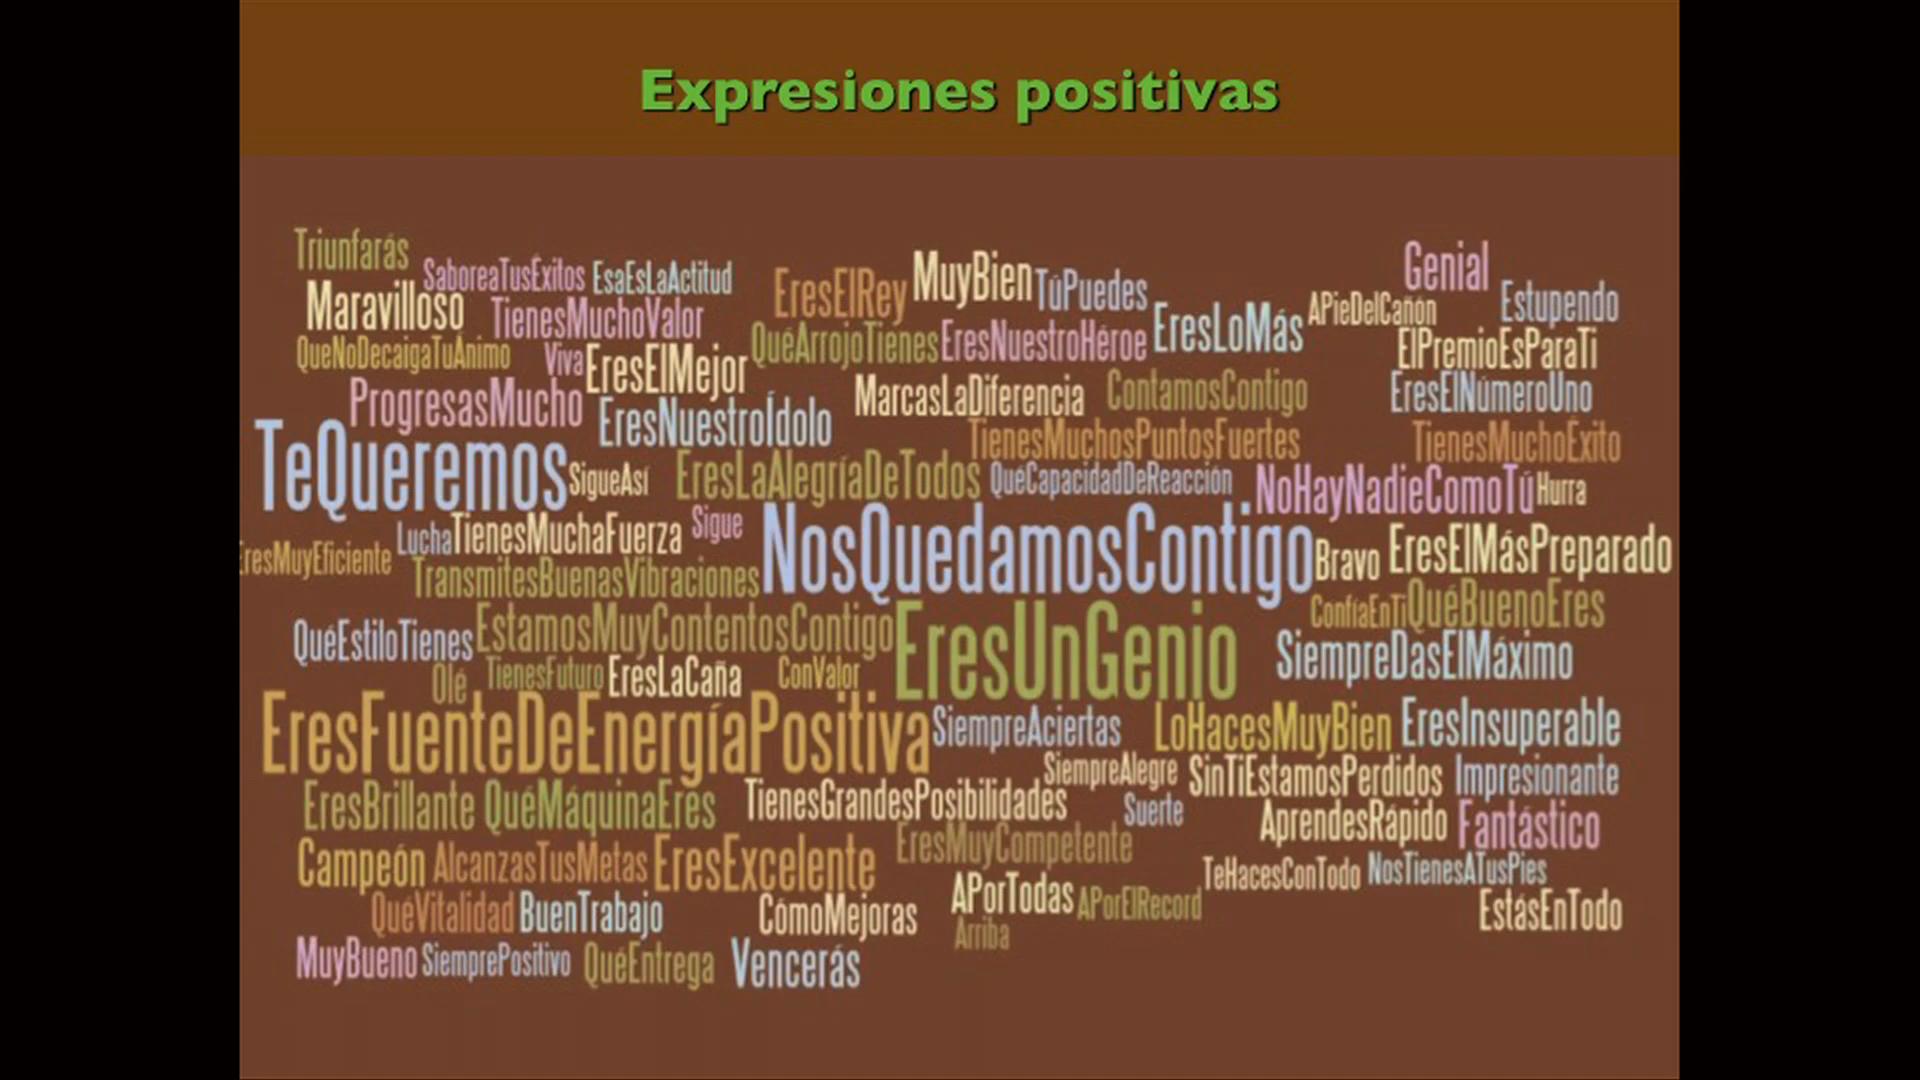 Expresiones positivas
Triunfarás
SaboreaTusÉxitos
EsaEsLaActitud
EresElRey
MuyBien
TúPuedes
Genial
Maravilloso
TienesMuchoValor
QuéArrojoTienes
EresNuestroHéroe
EresLoMás
APieDelCañón
Estupendo
QueNoDecaigaTuÁnimo
Viva
EresElMejor
ElPremioEsParaTi
ProgresasMucho
EresNuestroÍdolo
MarcasLaDiferencia
ContamosContigo
EresElNúmeroUno
TienesMuchosPuntosFuertes
TienesMuchoÉxito
TeQueremos
SigueAsí
EresLaAlegríaDeTodos
QuéCapacidadDeReacción
NoHayNadieComoTú
Hurra
EresMuyEficiente
Lucha
TienesMuchaFuerza
Sigue
NosQuedamosContigo
Bravo
EresElMásPreparado
TransmitesBuenasVibraciones
ConfíaEnTi
QuéBuenoEres
QuéEstiloTienes
EstamosMuyContentosContigo
EresUnGenio
SiempreDasElMáximo
Olé
TienesFuturo
EresLaCaña
ConValor
EresFuenteDeEnergíaPositiva
SiempreAciertas
LoHacesMuyBien
EresInsuperable
SiempreAlegre
SinTiEstamosPerdidos
Impresionante
EresBrillante
QuéMáquinaEres
TienesGrandesPosibilidades
Suerte
AprendesRápido
Fantástico
Campeón
AlcanzasTusMetas
EresExcelente
EresMuyCompetente
TeHacesConTodo
NosTienesATusPies
QuéVitalidad
BuenTrabajo
CómoMejoras
APorTodas
APorElRecord
EstásEnTodo
Arriba
MuyBueno
SiemprePositivo
QuéEntrega
Vencerás